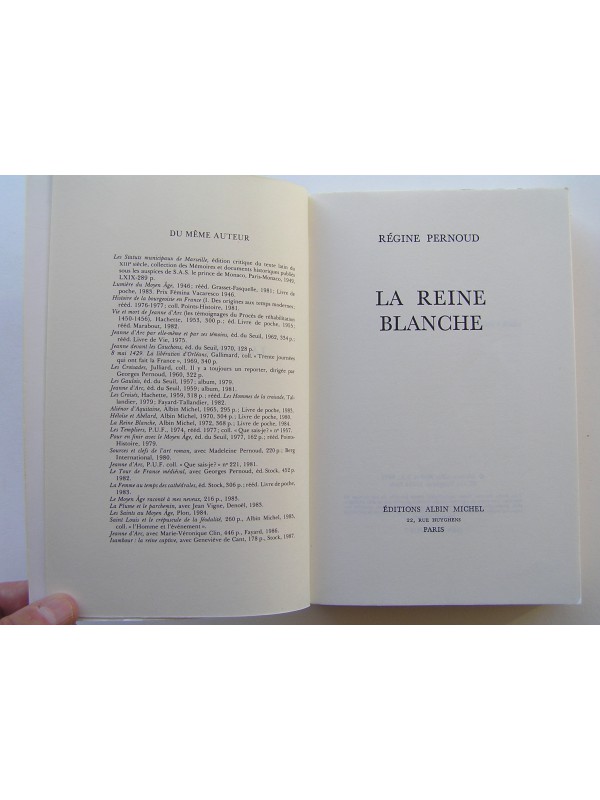 DU MÊME AUTEUR
Les Statuts municipaux de Marseille, édition critique du texte latin du
XIIIe siècle, collection des Mémoires et documents historiques publiés
sous les auspices de S.A.S. le prince de Monaco, Paris-Monaco, 1949,
LXIX-289 p.
Lumière du Moyen Âge, 1946; rééd. Grasset-Fasquelle, 1981; Livre de
poche, 1983. Prix Fémina Vacaresco 1946.
Histoire de la bourgeoisie en France (I. Des origines aux temps modernes);
rééd. 1976-1977; coll. Points-Histoire, 1981.
Vie et mort de Jeanne d'Arc (les témoignages du Procès de réhabilitation
1450-1456). Hachette, 1953, 300 p.; éd. Livre de poche, 1955;
rééd. Marabout, 1982.
Jeanne d'Arc par elle-même et par ses témoins, éd. du Seuil, 1962, 334 p.;
rééd. Livre de Vie, 1975.
Jeanne devant les Cauchons, éd. du Seuil, 1970, 128 p.
8 mai 1429. La libération d'Orléans, Gallimard, coll. « Trente journées
qui ont fait la France », 1969, 340 p.
Les Croisades, Julliard, coll. Il y a toujours un reporter, dirigée par
Georges Pernoud, 1960, 322 p.
Les Gaulois, éd. du Seuil, 1957; album, 1979.
Jeanne d'Arc, éd. du Seuil, 1959; album, 1981.
Les Croisés, Hachette, 1959, 318 p.; rééd. Les Hommes de la croisade, Tal-
landier, 1979; Fayard-Tallandier, 1982.
Aliénor d'Aquitaine, Albin Michel, 1965, 295 p.; Livre de poche, 1983.
Héloïse et Abélard, Albin Michel, 1970, 304 p.; Livre de poche, 1980.
La Reine Blanche, Albin Michel, 1972, 368 p.; Livre de poche, 1984.
Les Templiers, P.U.F., 1974, rééd. 1977; coll. « Que sais-je? » nº 1557.
Pour en finir avec le Moyen Âge, éd. du Seuil, 1977, 162 p.; rééd. Points-
Histoire, 1979.
Sources et clefs de l'art roman, avec Madeleine Pernoud, 220 p.; Berg
International, 1980.
Jeanne d'Arc, P.U.F. coll. « Que sais-je? » nº 221, 1981.
Le Tour de France médiéval, avec Georges Pernoud, éd. Stock, 452 p.
1982.
La Femme au temps des cathédrales, éd. Stock, 306 p.; Livre de poche,
1983.
Le Moyen Âge raconté à mes neveux, 216 p., 1983.
La Plume et le parchemin, avec Jean Vigne, Denoël, 1983.
Les Saints au Moyen Âge, Plon, 1984.
Saint Louis et le crépuscule de la féodalité, 260 p., Albin Michel, 1985,
coll. « l'Homme et l'événement ».
Jeanne d'Arc, avec Marie-Véronique Clin, 446 p., Fayard, 1986.
Isambour : la reine captive, avec Geneviève de Cant, 178 p., Stock, 1987.
RÉGINE PERNOUD
LA REINE
BLANCHE
ÉDITIONS ALBIN MICHEL
22, RUE HUYGHENS
PARIS